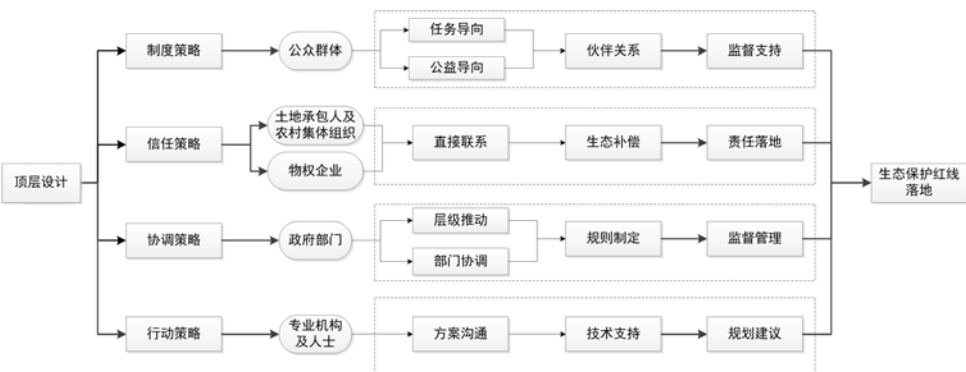 顶层设计
制度策略
公众群体
任务导向
公益导向
伙伴关系
监督支持
信任策略
土地承包人及
农村集体组织
物权企业
直接联系
生态补偿
责任落地
协调策略
政府部门
层级推动
部门协调
规则制定
监督管理
行动策略
专业机构
及人士
方案沟通
技术支持
规划建议
生态保护红线
落地